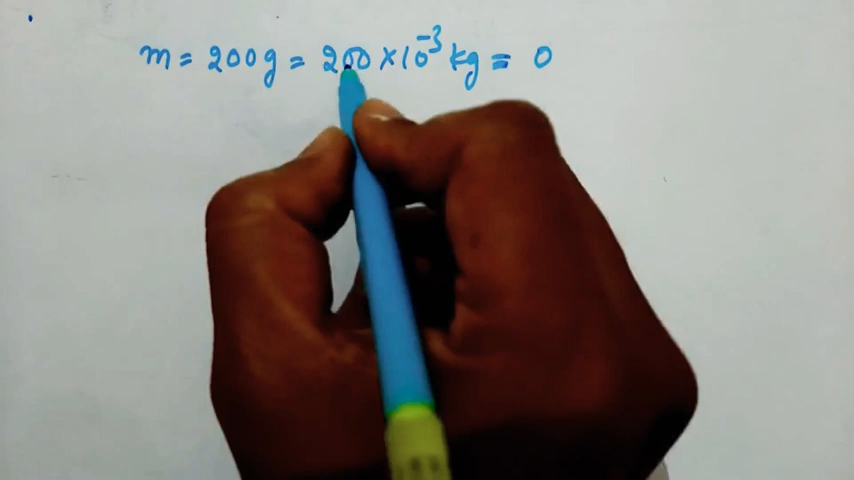 m = 200g = 200 × 10⁻³ kg = 0